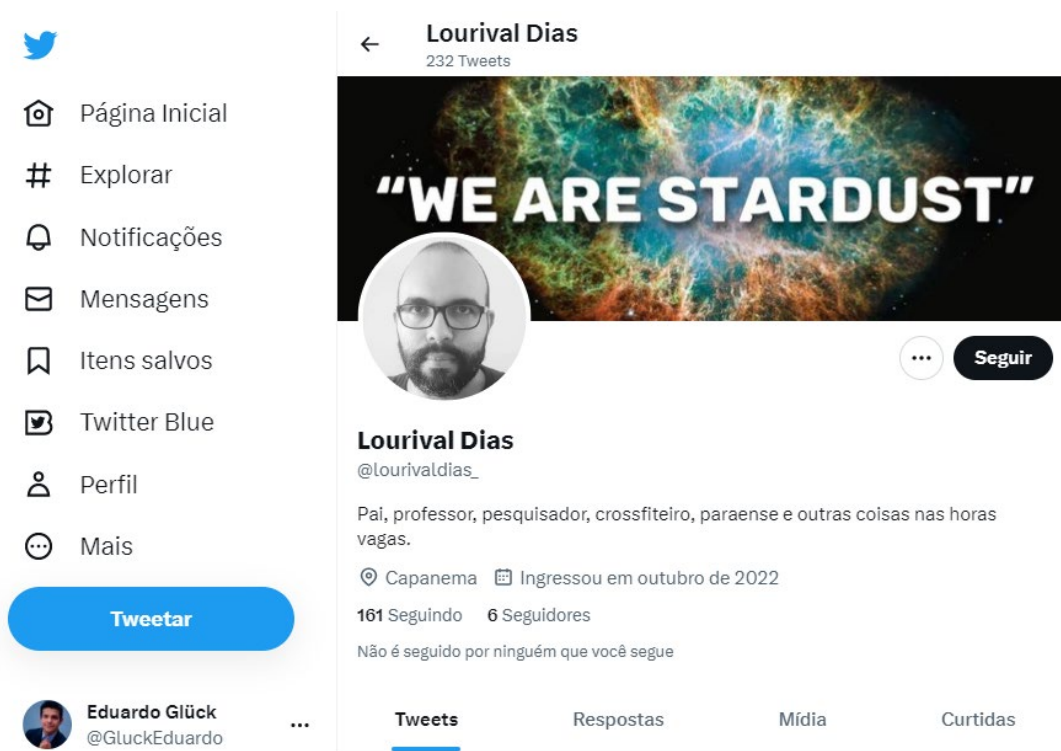 Lourival Dias
232 Tweets
Página Inicial
Explorar
Notificações
Mensagens
Itens salvos
Twitter Blue
Perfil
Mais
Tweetar
Eduardo Glück
@GluckEduardo
“WE ARE STARDUST”
Seguir
Lourival Dias
@lourivaldias_
Pai, professor, pesquisador, crossfiteiro, paraense e outras coisas nas horas
vagas.
Capanema Ingressou em outubro de 2022
161 Seguindo 6 Seguidores
Não é seguido por ninguém que você segue
Tweets Respostas Mídia Curtidas